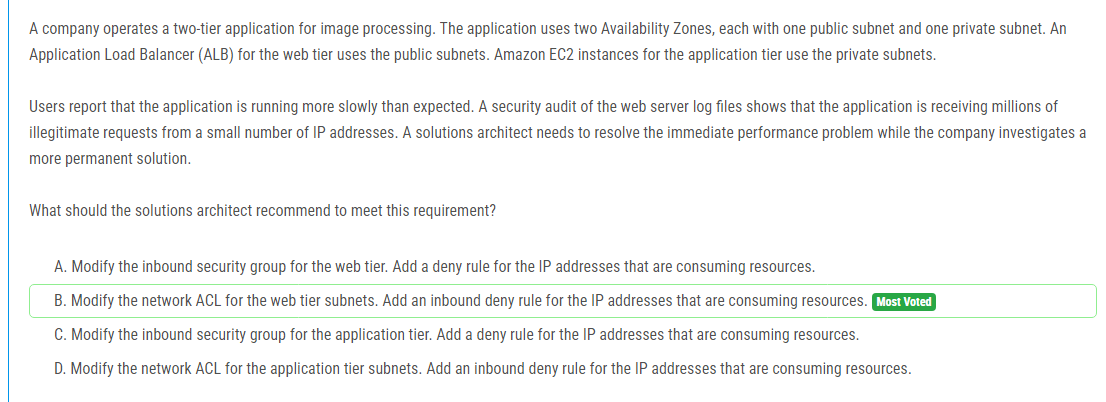 A company operates a two-tier application for image processing. The application uses two Availability Zones, each with one public subnet and one private subnet. An
Application Load Balancer (ALB) for the web tier uses the public subnets. Amazon EC2 instances for the application tier use the private subnets.
Users report that the application is running more slowly than expected. A security audit of the web server log files shows that the application is receiving millions of
illegitimate requests from a small number of IP addresses. A solutions architect needs to resolve the immediate performance problem while the company investigates a
more permanent solution.
What should the solutions architect recommend to meet this requirement?
A. Modify the inbound security group for the web tier. Add a deny rule for the IP addresses that are consuming resources.
B. Modify the network ACL for the web tier subnets. Add an inbound deny rule for the IP addresses that are consuming resources. Most Voted
C. Modify the inbound security group for the application tier. Add a deny rule for the IP addresses that are consuming resources.
D. Modify the network ACL for the application tier subnets. Add an inbound deny rule for the IP addresses that are consuming resources.